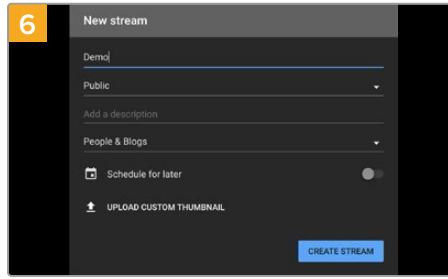 6
New stream
Demo
Public
Add a description
People & Blogs
Schedule for later
UPLOAD CUSTOM THUMBNAIL
CREATE STREAM